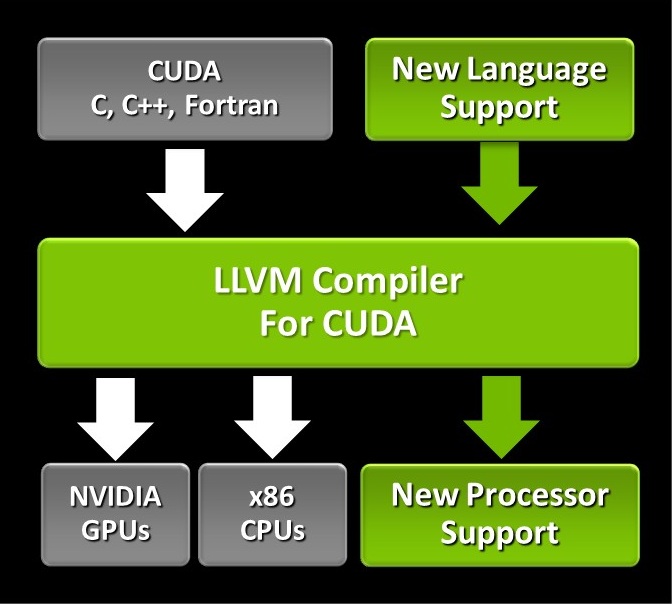 CUDA
C, C++, Fortran
New Language
Support
LLVM Compiler
For CUDA
NVIDIA
GPUs
x86
CPUs
New Processor
Support